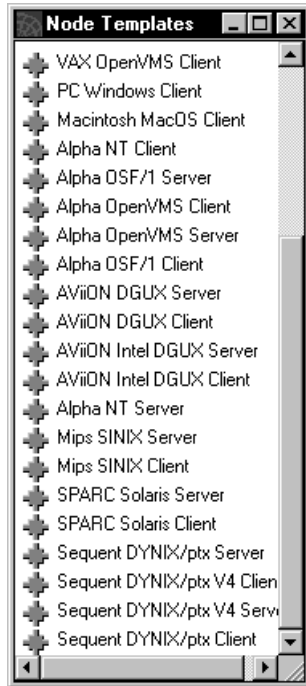 Node Templates
VAX OpenVMS Client
PC Windows Client
Macintosh MacOS Client
Alpha NT Client
Alpha OSF/1 Server
Alpha OpenVMS Client
Alpha OpenVMS Server
Alpha OSF/1 Client
AViiON DGUX Server
AViiON DGUX Client
AViiON Intel DGUX Server
AViiON Intel DGUX Client
Alpha NT Server
Mips SINIX Server
Mips SINIX Client
SPARC Solaris Server
SPARC Solaris Client
Sequent DYNIX/ptx Server
Sequent DYNIX/ptx V4 Clien
Sequent DYNIX/ptx V4 Serv
Sequent DYNIX/ptx Client